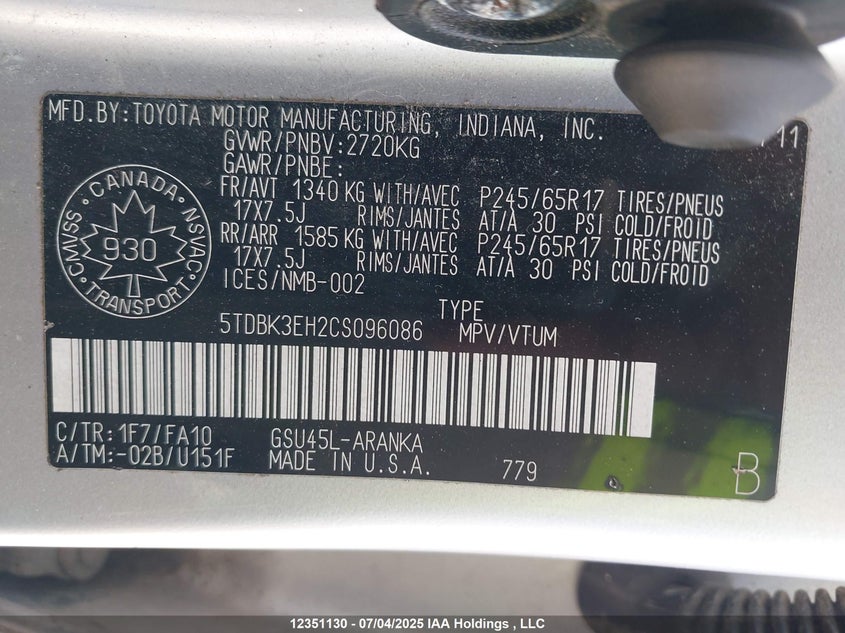 MFD.BY:TOYOTA MOTOR MANUFACTURING, INDIANA, INC. 11
GVWR/PNBV:2720KG
GAWR/PNBE:
FR/AVT 1340 KG WITH/AVEC P245/65R17 TIRES/PNEUS
17X7.5J RIMS/JANTES AT/A 30 PSI COLD/FROID
RR/ARR 1585 KG WITH/AVEC P245/65R17 TIRES/PNEUS
17X7.5J RIMS/JANTES AT/A 30 PSI COLD/FROID
ICES/NMB-002
CANADA
CMVSS NSVAC
930
TRANSPORT
TYPE
5TDBK3EH2CS096086 MPV/VTUM
C/TR:1F7/FA10 GSU45L-ARANKA
A/TM:-02B/U151F MADE IN U.S.A. 779 B
12351130 - 07/04/2025 IAA Holdings , LLC